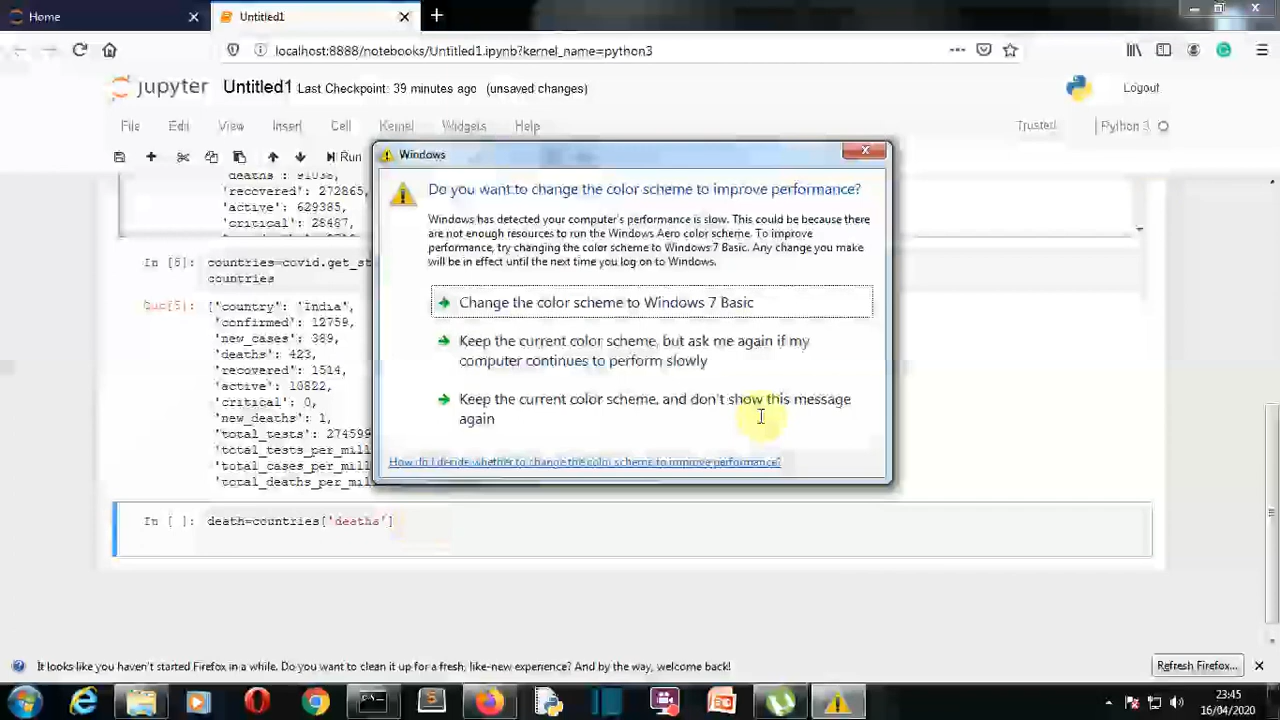 Home
Untitled1
localhost:8888/notebooks/Untitled1.ipynb?kernel_name=python3
jupyter Untitled1 Last Checkpoint: 39 minutes ago (unsaved changes)
Logout
File Edit View Insert Cell Kernel Widgets Help
Trusted
Python 3
Run
deaths': 91038,
'recovered': 272865,
'active': 629385,
'critical': 28487,
In [6]: countries=covid.get_st
countries
'confirmed': 12759,
'new_cases': 389,
'deaths': 423,
'recovered': 1514,
'active': 10822,
'critical': 0,
'new_deaths': 1,
'total_tests': 274599
'total_tests_per_mill
'total_cases_per_mill
'total_deaths_per_mil
In [ ]: death=countries['deaths']
Windows
Do you want to change the color scheme to improve performance?
Windows has detected your computer's performance is slow. This could be because there
are not enough resources to run the Windows Aero color scheme. To improve
performance, try changing the color scheme to Windows 7 Basic. Any change you make
will be in effect until the next time you log on to Windows.
Change the color scheme to Windows 7 Basic
Keep the current color scheme, but ask me again if my
computer continues to perform slowly
Keep the current color scheme, and don't show this message
again
How do I decide whether to change the color scheme to improve performance?
It looks like you haven't started Firefox in a while. Do you want to clean it up for a fresh, like-new experience? And by the way, welcome back!
Refresh Firefox...
23:45
16/04/2020